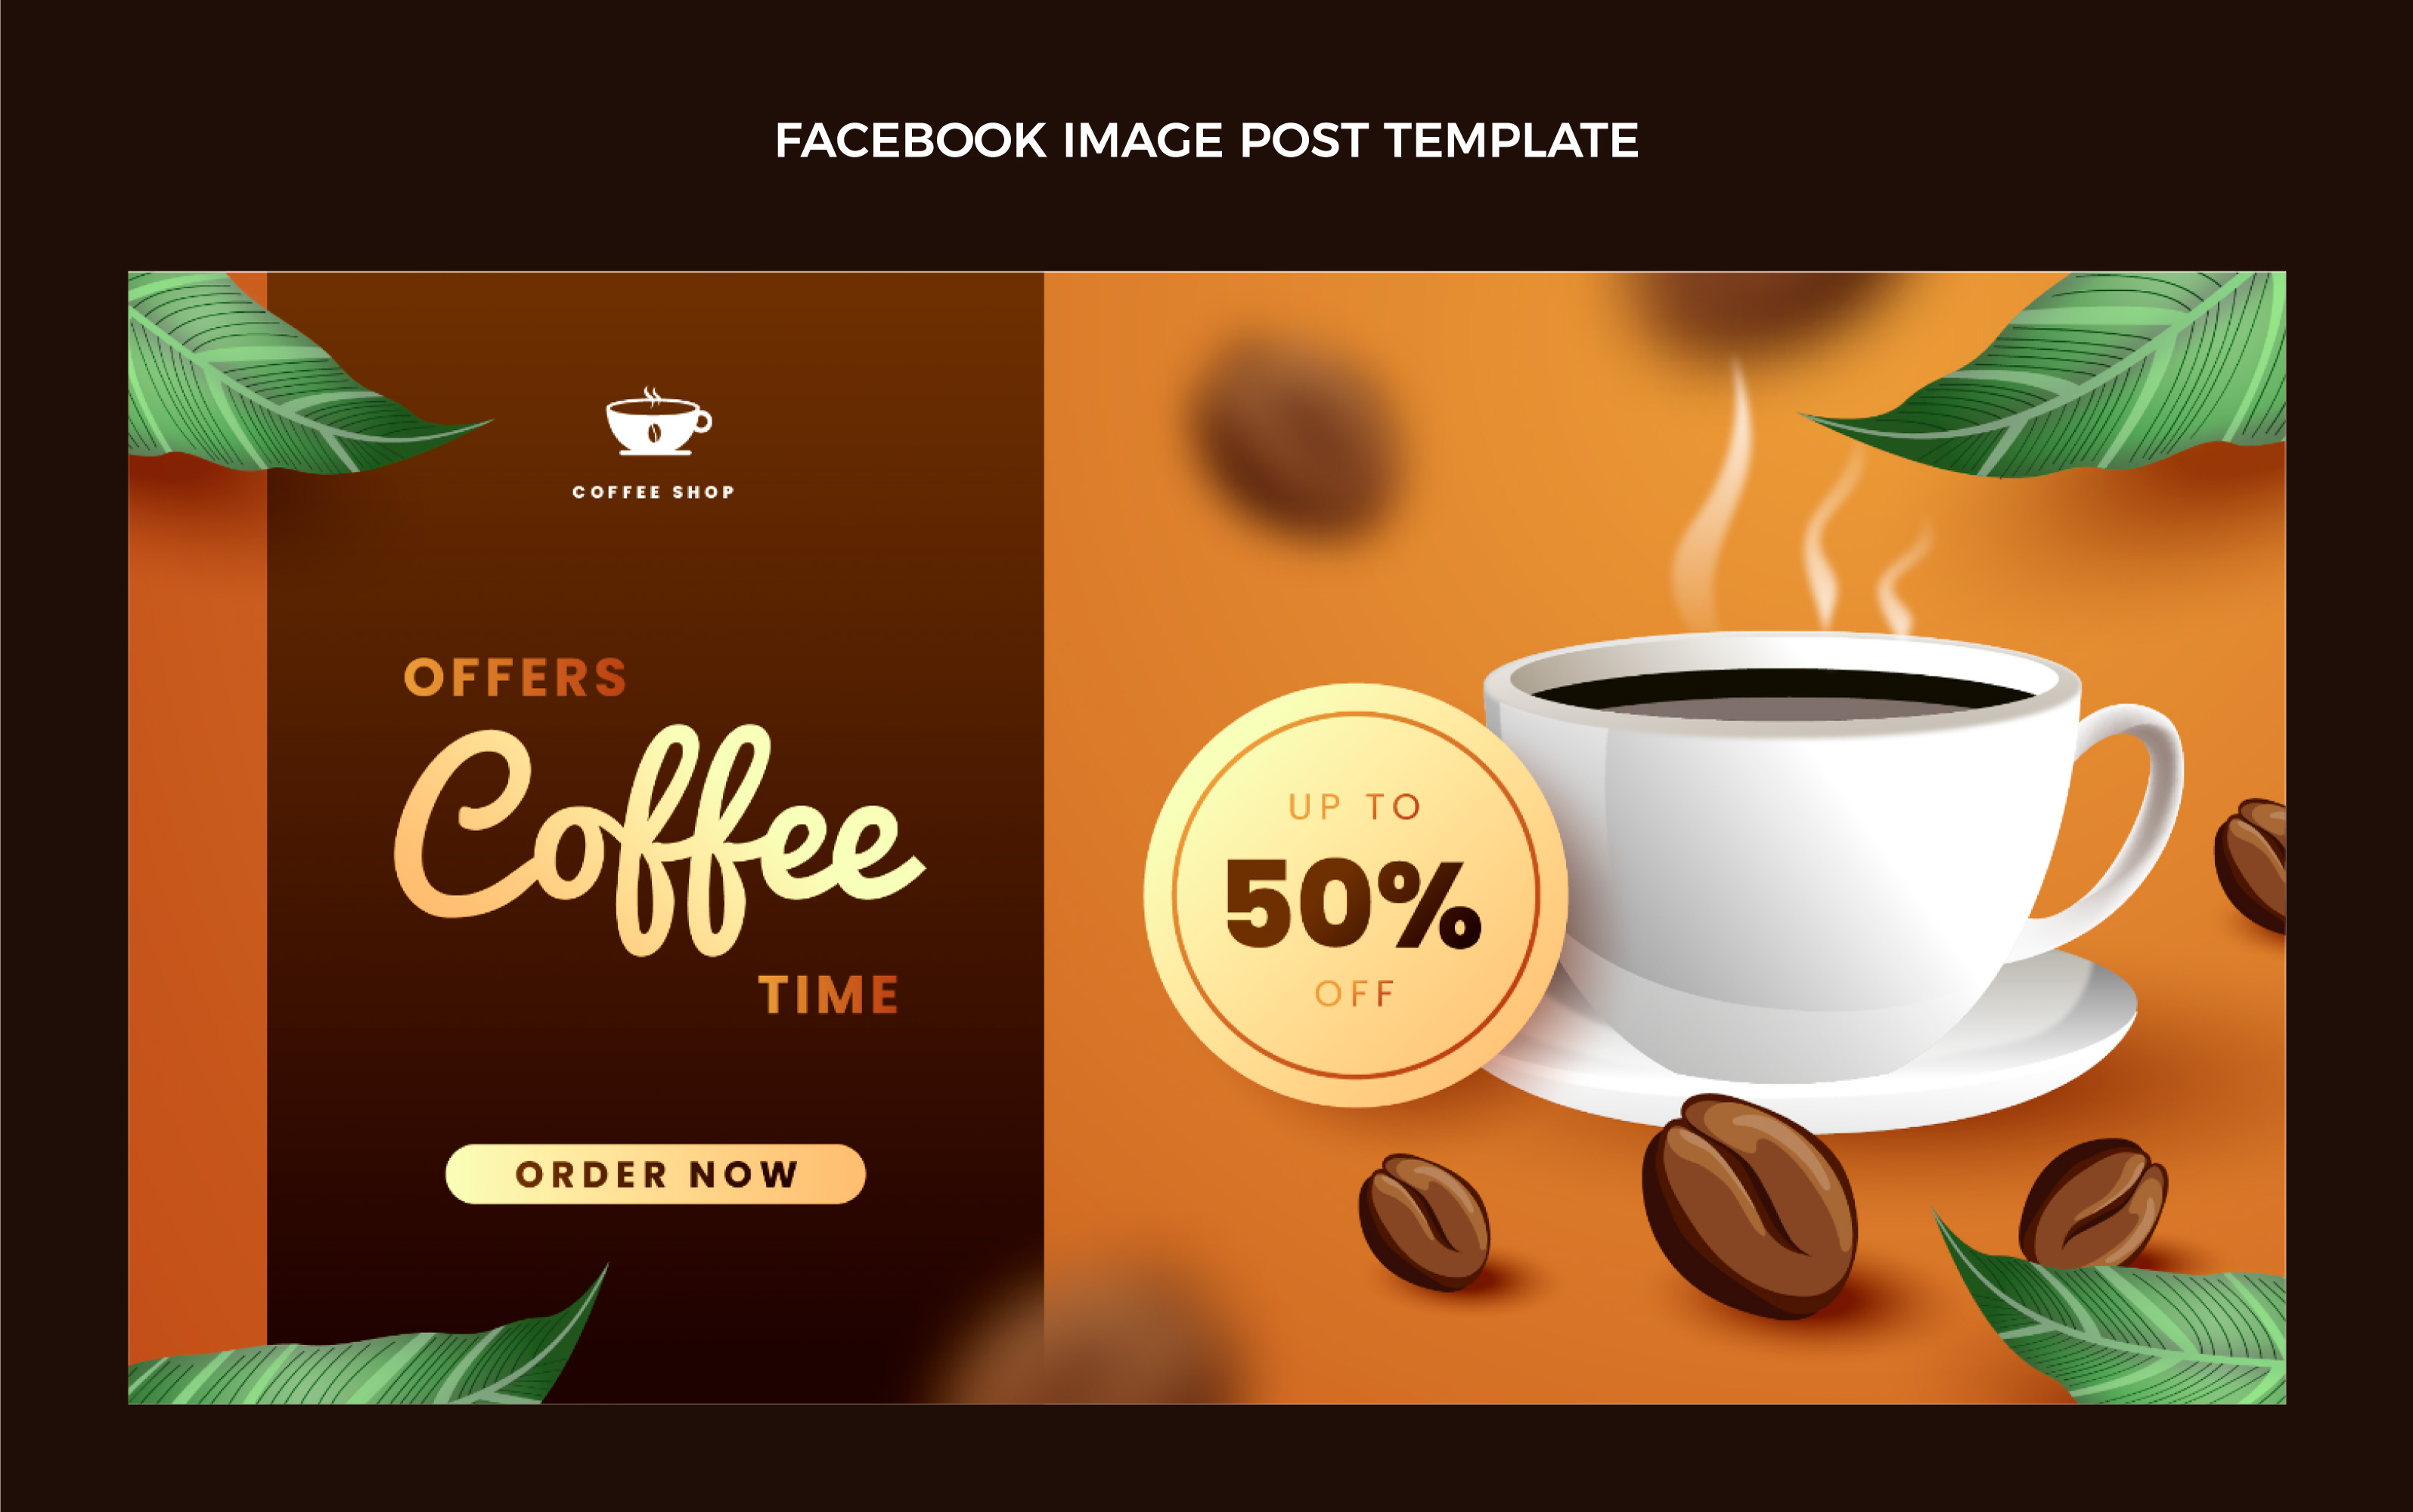 FACEBOOK IMAGE POST TEMPLATE
COFFEE SHOP
OFFERS
Coffee
TIME
ORDER NOW
UP TO
50%
OFF